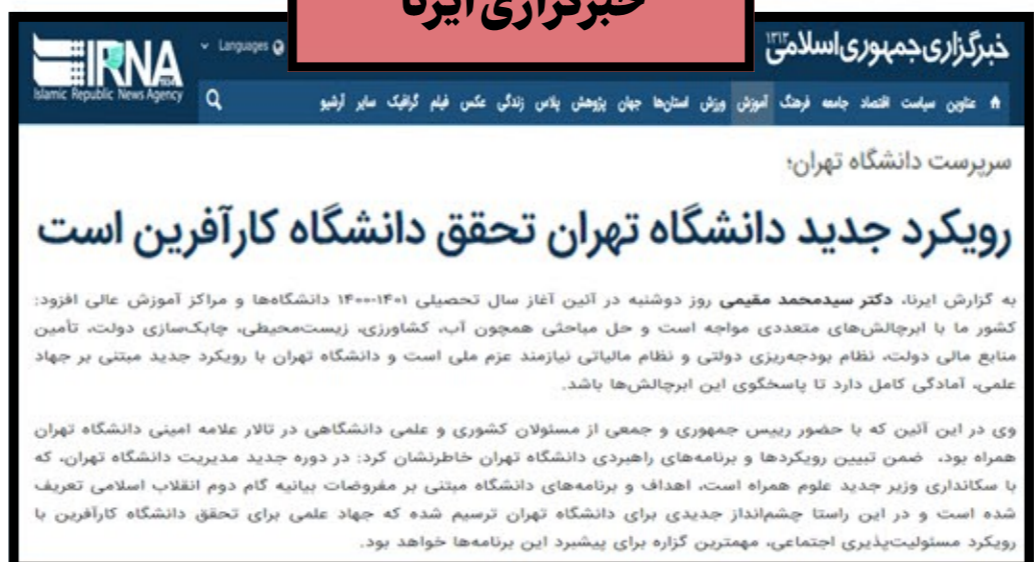 خبرگزاری ایرنا
IRNA
Islamic Republic News Agency
Languages
خبرگزاری جمهوری اسلامی ۱۳۱۳
عناوین سیاست اقتصاد جامعه فرهنگ آموزش ورزش استان‌ها جهان پژوهش پلاس زندگی عکس فیلم گرافیک سایر آرشیو
سرپرست دانشگاه تهران؛
رویکرد جدید دانشگاه تهران تحقق دانشگاه کارآفرین است
به گزارش ایرنا، دکتر سیدمحمد مقیمی روز دوشنبه در آئین آغاز سال تحصیلی ۱۴۰۱-۱۴۰۰ دانشگاه‌ها و مراکز آموزش عالی افزود:
کشور ما با ابرچالش‌های متعددی مواجه است و حل مباحثی همچون آب، کشاورزی، زیست‌محیطی، چابک‌سازی دولت، تأمین
منابع مالی دولت، نظام بودجه‌ریزی دولتی و نظام مالیاتی نیازمند عزم ملی است و دانشگاه تهران با رویکرد جدید مبتنی بر جهاد
علمی، آمادگی کامل دارد تا پاسخگوی این ابرچالش‌ها باشد.
وی در این آئین که با حضور رییس جمهوری و جمعی از مسئولان کشوری و علمی دانشگاهی در تالار علامه امینی دانشگاه تهران
همراه بود، ضمن تبیین رویکردها و برنامه‌های راهبردی دانشگاه تهران خاطرنشان کرد: در دوره جدید مدیریت دانشگاه تهران، که
با سکانداری وزیر جدید علوم همراه است، اهداف و برنامه‌های دانشگاه مبتنی بر مفروضات بیانیه گام دوم انقلاب اسلامی تعریف
شده است و در این راستا چشم‌انداز جدیدی برای دانشگاه تهران ترسیم شده که جهاد علمی برای تحقق دانشگاه کارآفرین با
رویکرد مسئولیت‌پذیری اجتماعی، مهمترین گزاره برای پیشبرد این برنامه‌ها خواهد بود.